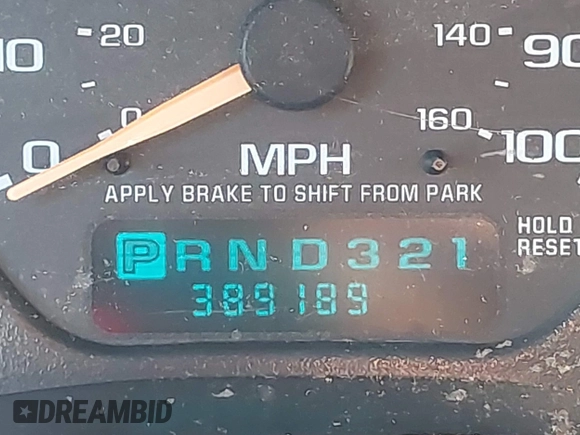 10 20 140 90
0 0 160 100
MPH
APPLY BRAKE TO SHIFT FROM PARK
HOLD
RESET
PRND321
389189
DREAMBID